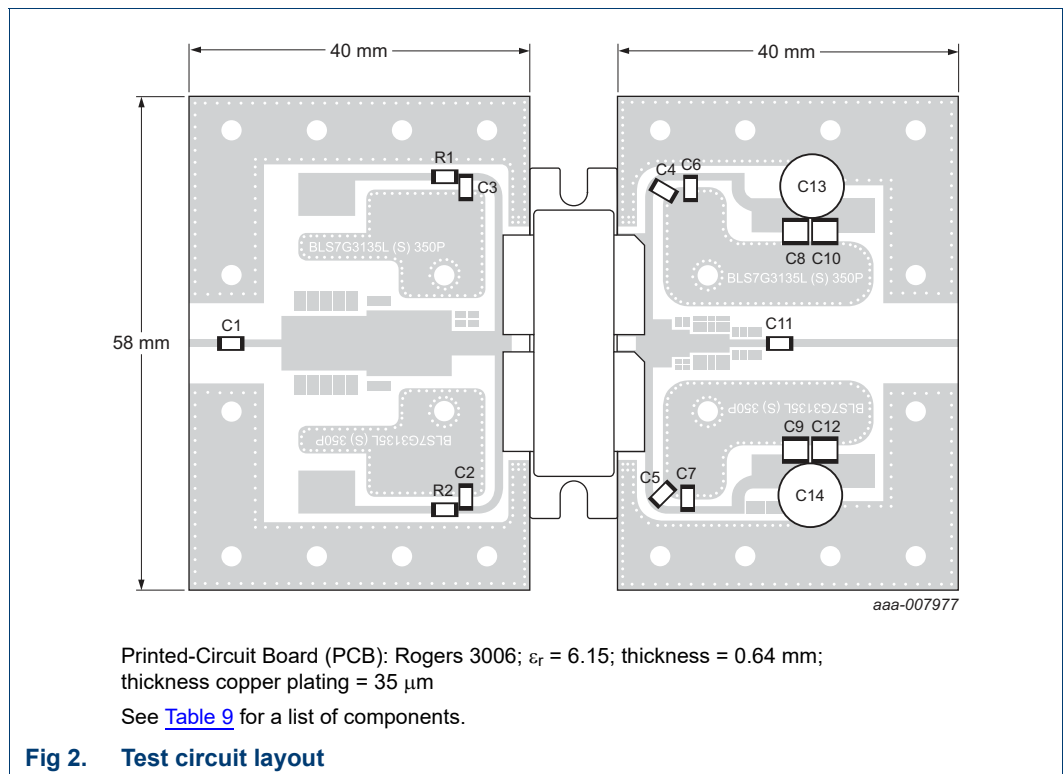 40 mm
40 mm
58 mm
R1
C3
C4
C6
C13
C8
C10
BLS7G3135L (S) 350P
BLS7G3135L (S) 350P
C1
C11
BLS7G3135L (S) 350P
BLS7G3135L (S) 350P
C9
C12
C2
R2
C5
C7
C14
aaa-007977
Printed-Circuit Board (PCB): Rogers 3006; εr = 6.15; thickness = 0.64 mm;
thickness copper plating = 35 μm
See Table 9 for a list of components.
Fig 2. Test circuit layout